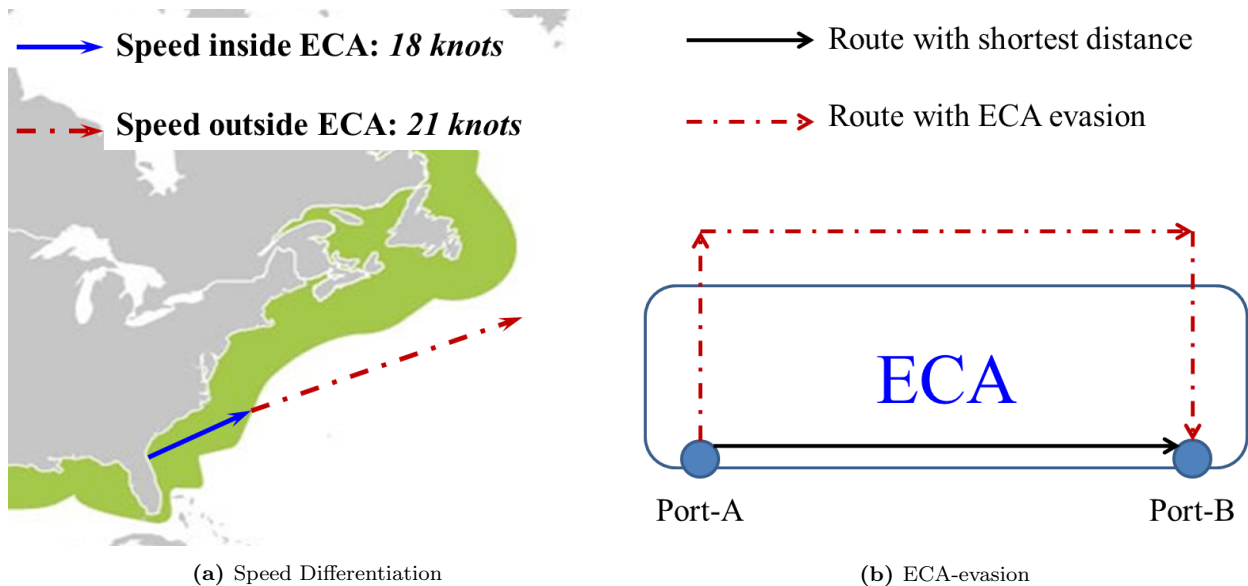 Speed inside ECA: 18 knots
Speed outside ECA: 21 knots
(a) Speed Differentiation
Route with shortest distance
Route with ECA evasion
ECA
Port-A
Port-B
(b) ECA-evasion